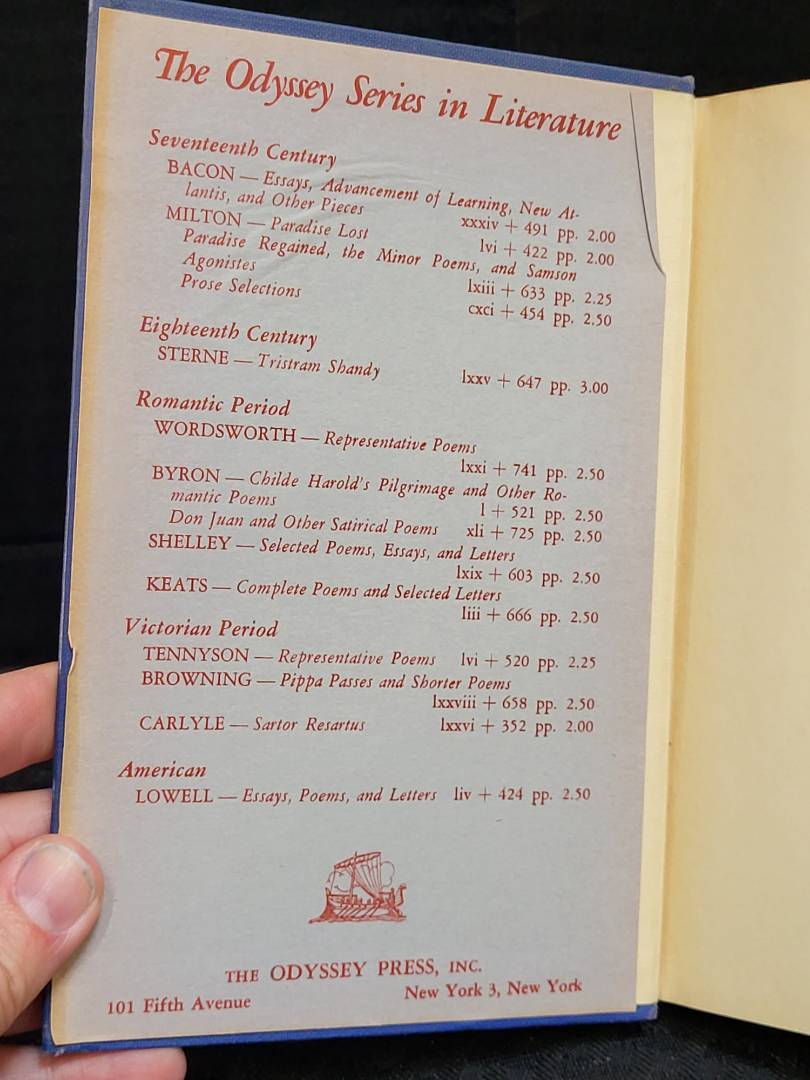 The Odyssey Series in Literature
Seventeenth Century
BACON — Essays, Advancement of Learning, New At-
lantis, and Other Pieces xxxiv + 491 pp. 2.00
MILTON — Paradise Lost lvi + 422 pp. 2.00
Paradise Regained, the Minor Poems, and Samson
Agonistes lxiii + 633 pp. 2.25
Prose Selections cxci + 454 pp. 2.50
Eighteenth Century
STERNE — Tristram Shandy lxxv + 647 pp. 3.00
Romantic Period
WORDSWORTH — Representative Poems
lxxi + 741 pp. 2.50
BYRON — Childe Harold's Pilgrimage and Other Ro-
mantic Poems l + 521 pp. 2.50
Don Juan and Other Satirical Poems xli + 725 pp. 2.50
SHELLEY — Selected Poems, Essays, and Letters
lxix + 603 pp. 2.50
KEATS — Complete Poems and Selected Letters
liii + 666 pp. 2.50
Victorian Period
TENNYSON — Representative Poems lvi + 520 pp. 2.25
BROWNING — Pippa Passes and Shorter Poems
lxxviii + 658 pp. 2.50
CARLYLE — Sartor Resartus lxxvi + 352 pp. 2.00
American
LOWELL — Essays, Poems, and Letters liv + 424 pp. 2.50
THE ODYSSEY PRESS, INC.
101 Fifth Avenue New York 3, New York